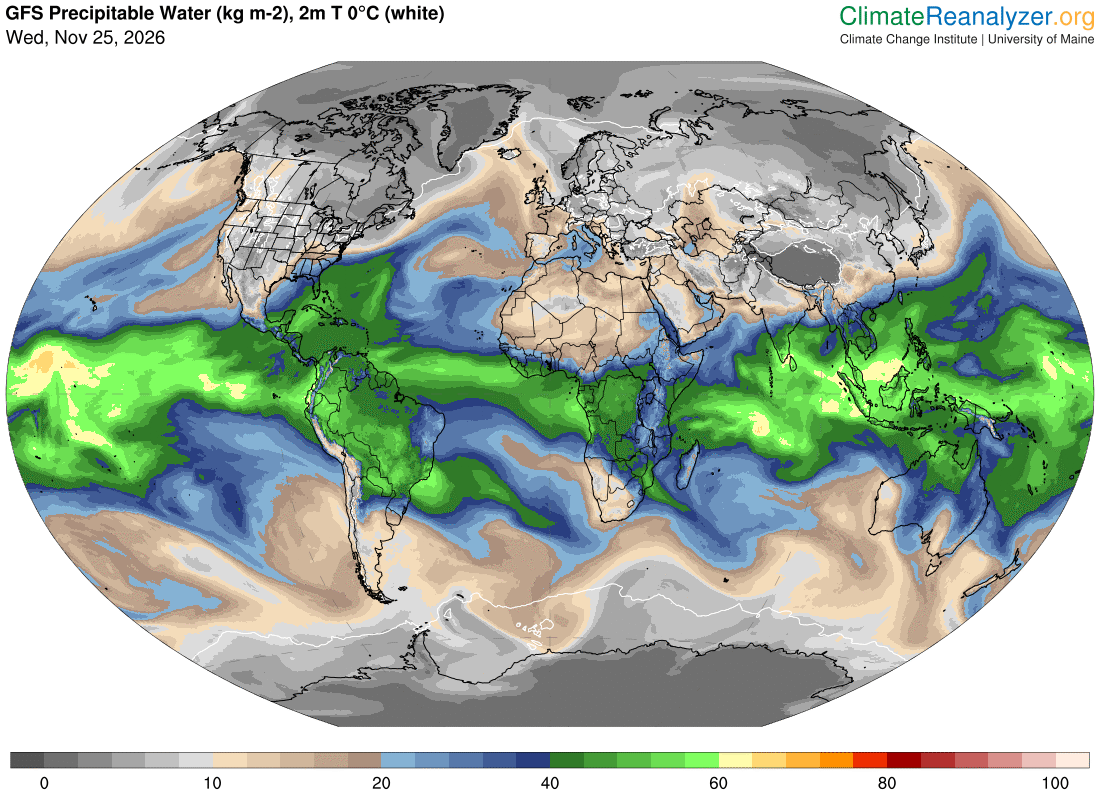 GFS Precipitable Water (kg m-2), 2m T 0°C (white)
Wed, Nov 25, 2026
ClimateReanalyzer.org
Climate Change Institute | University of Maine
0 10 20 40 60 80 100